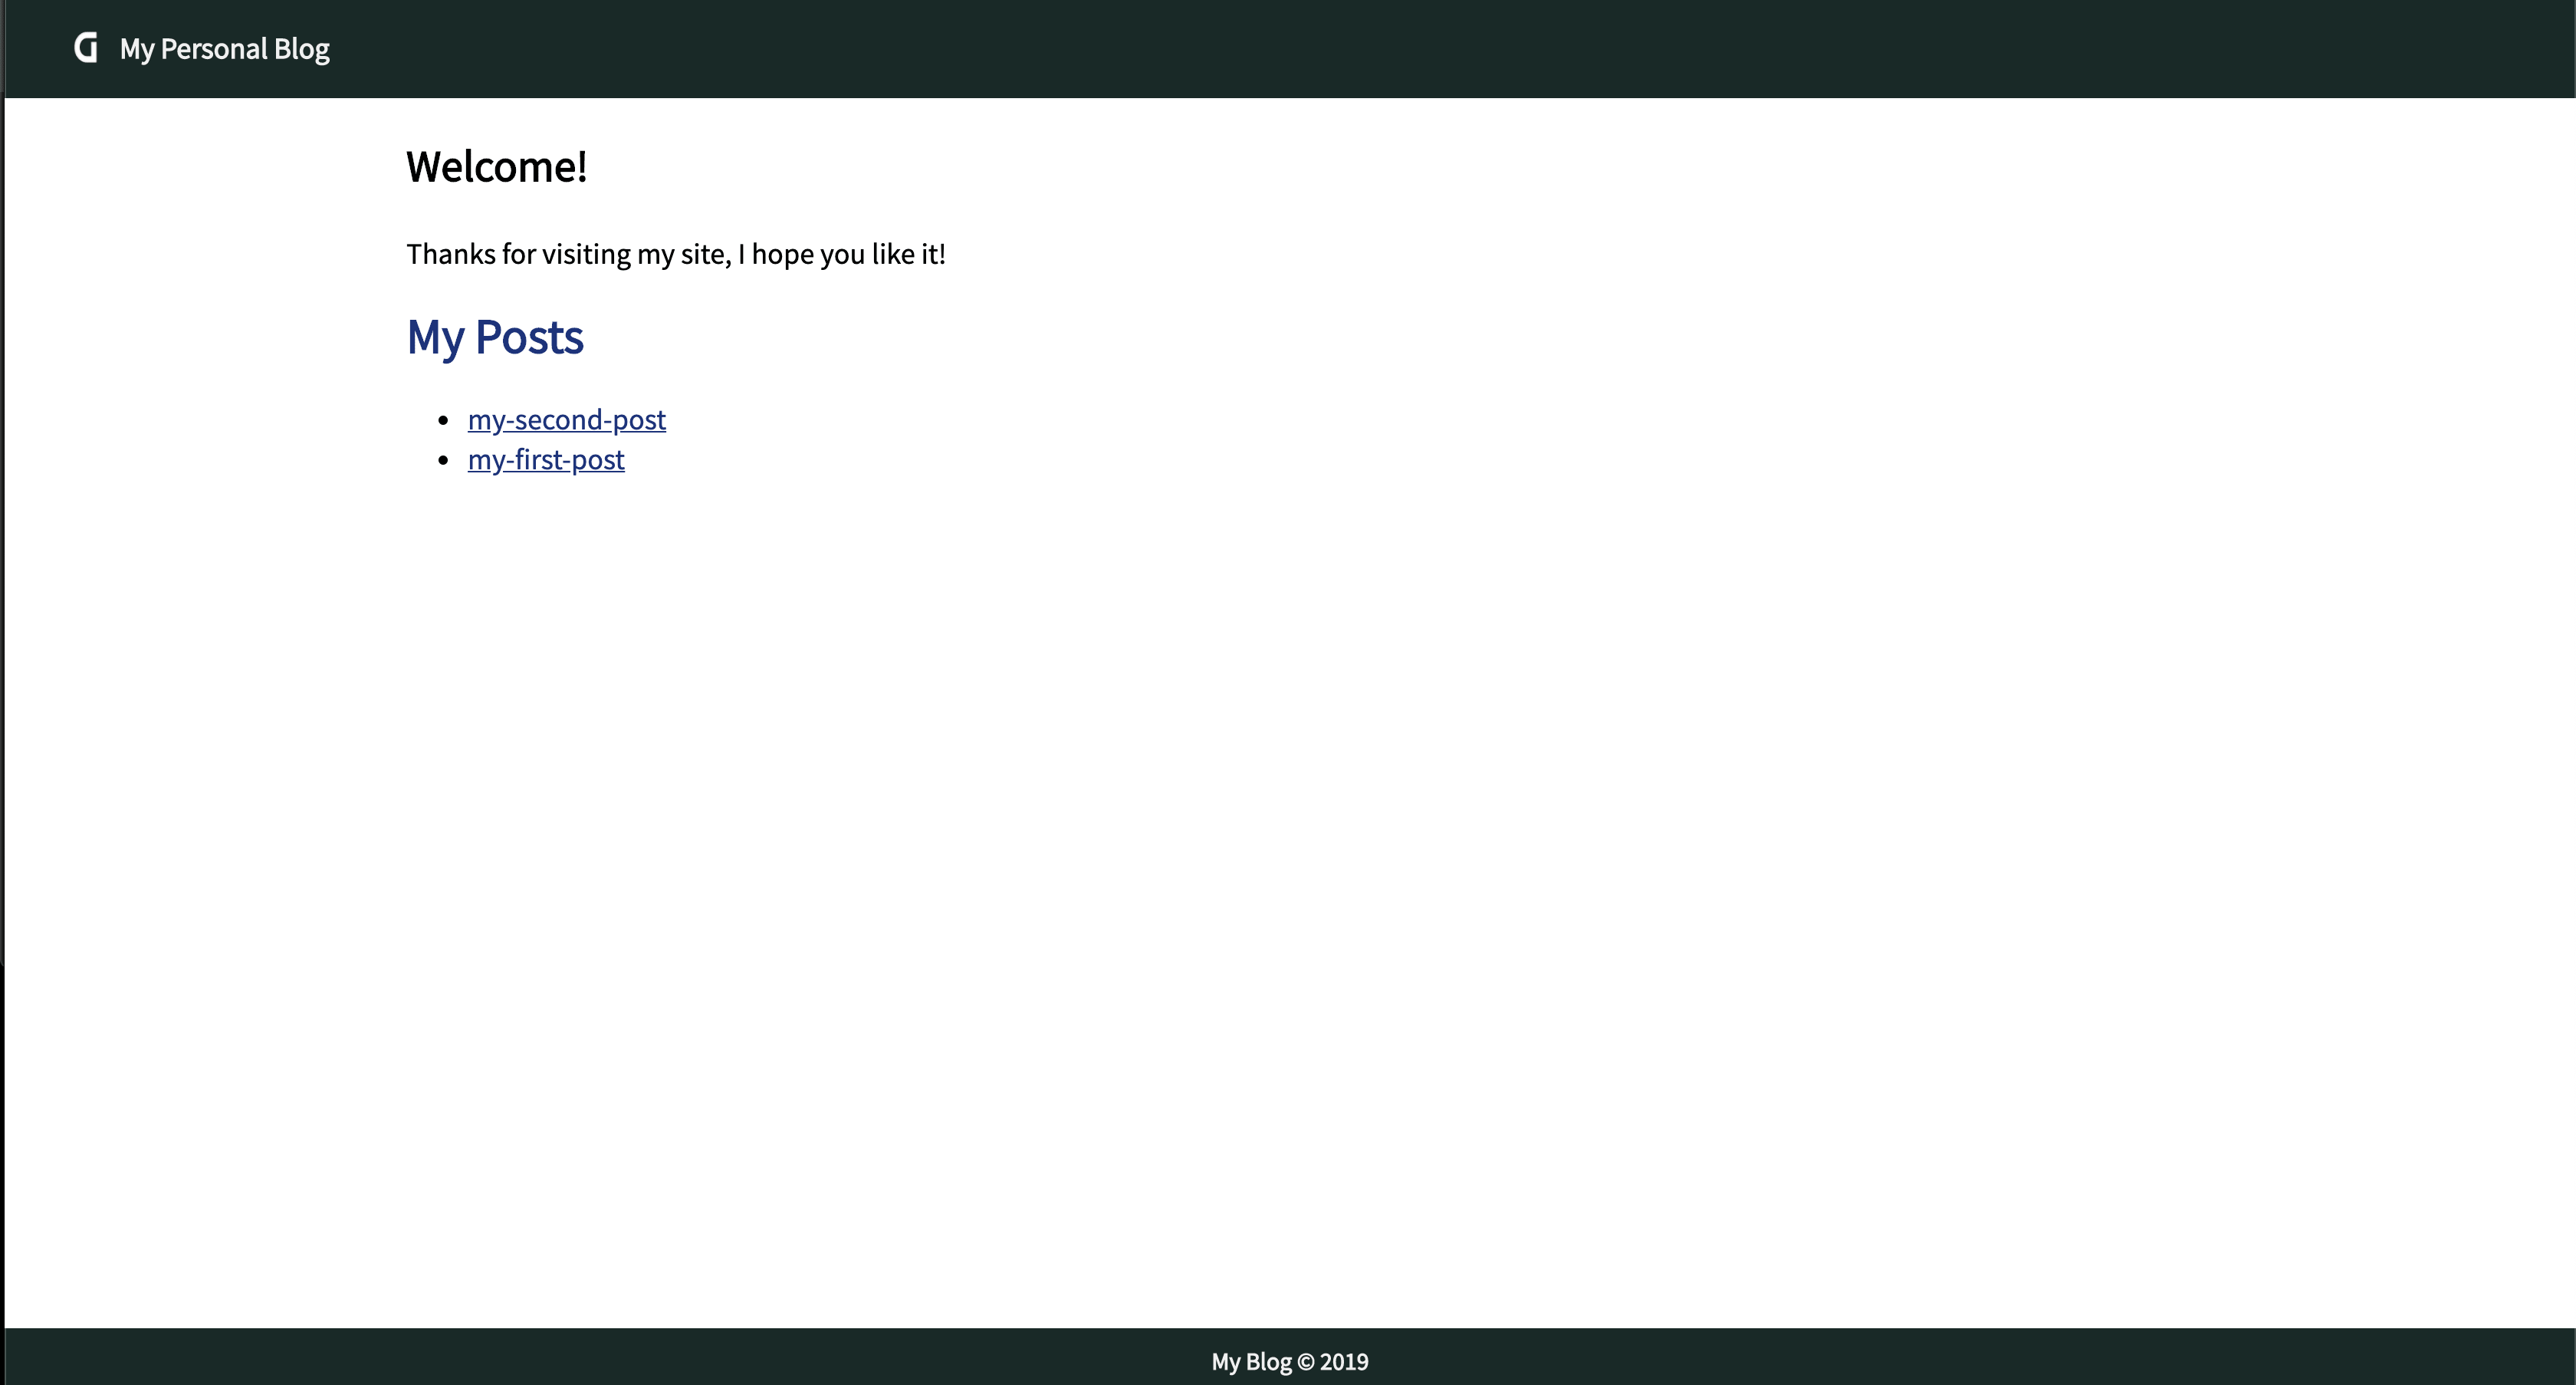 My Personal Blog
Welcome!
Thanks for visiting my site, I hope you like it!
My Posts
my-second-post
my-first-post
My Blog © 2019